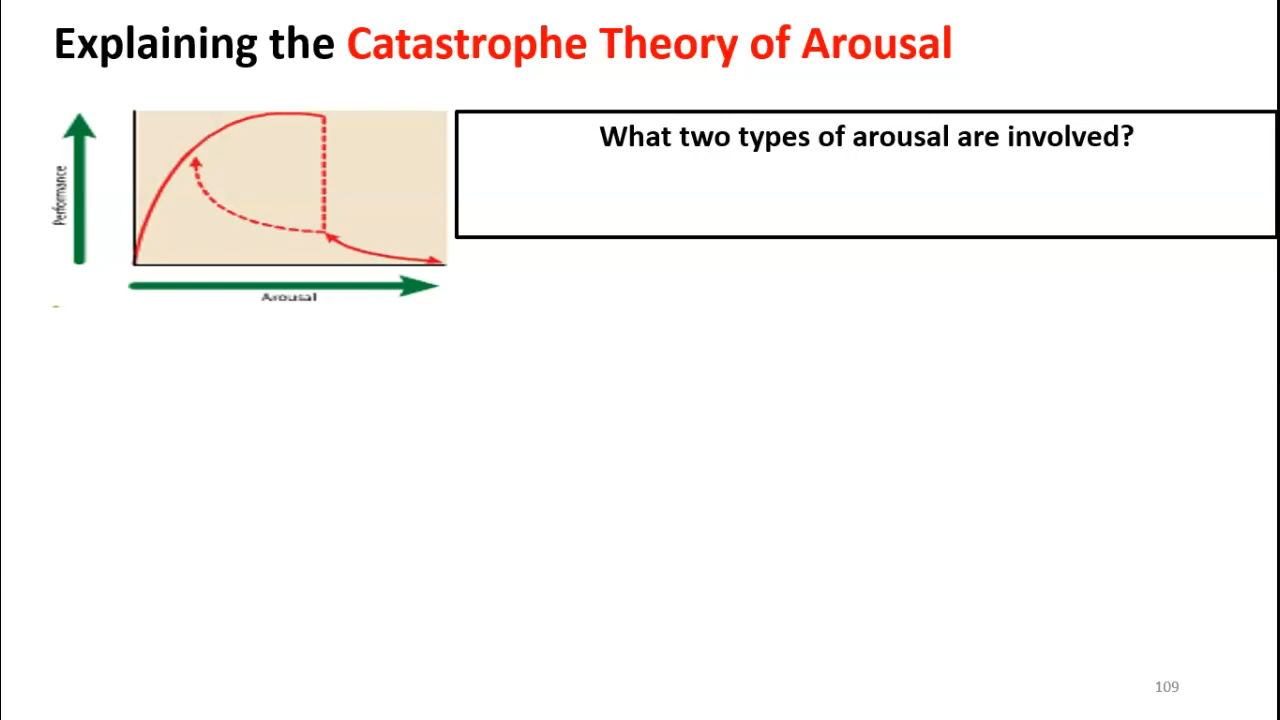 Explaining the Catastrophe Theory of Arousal
Performance
What two types of arousal are involved?
Arousal
109